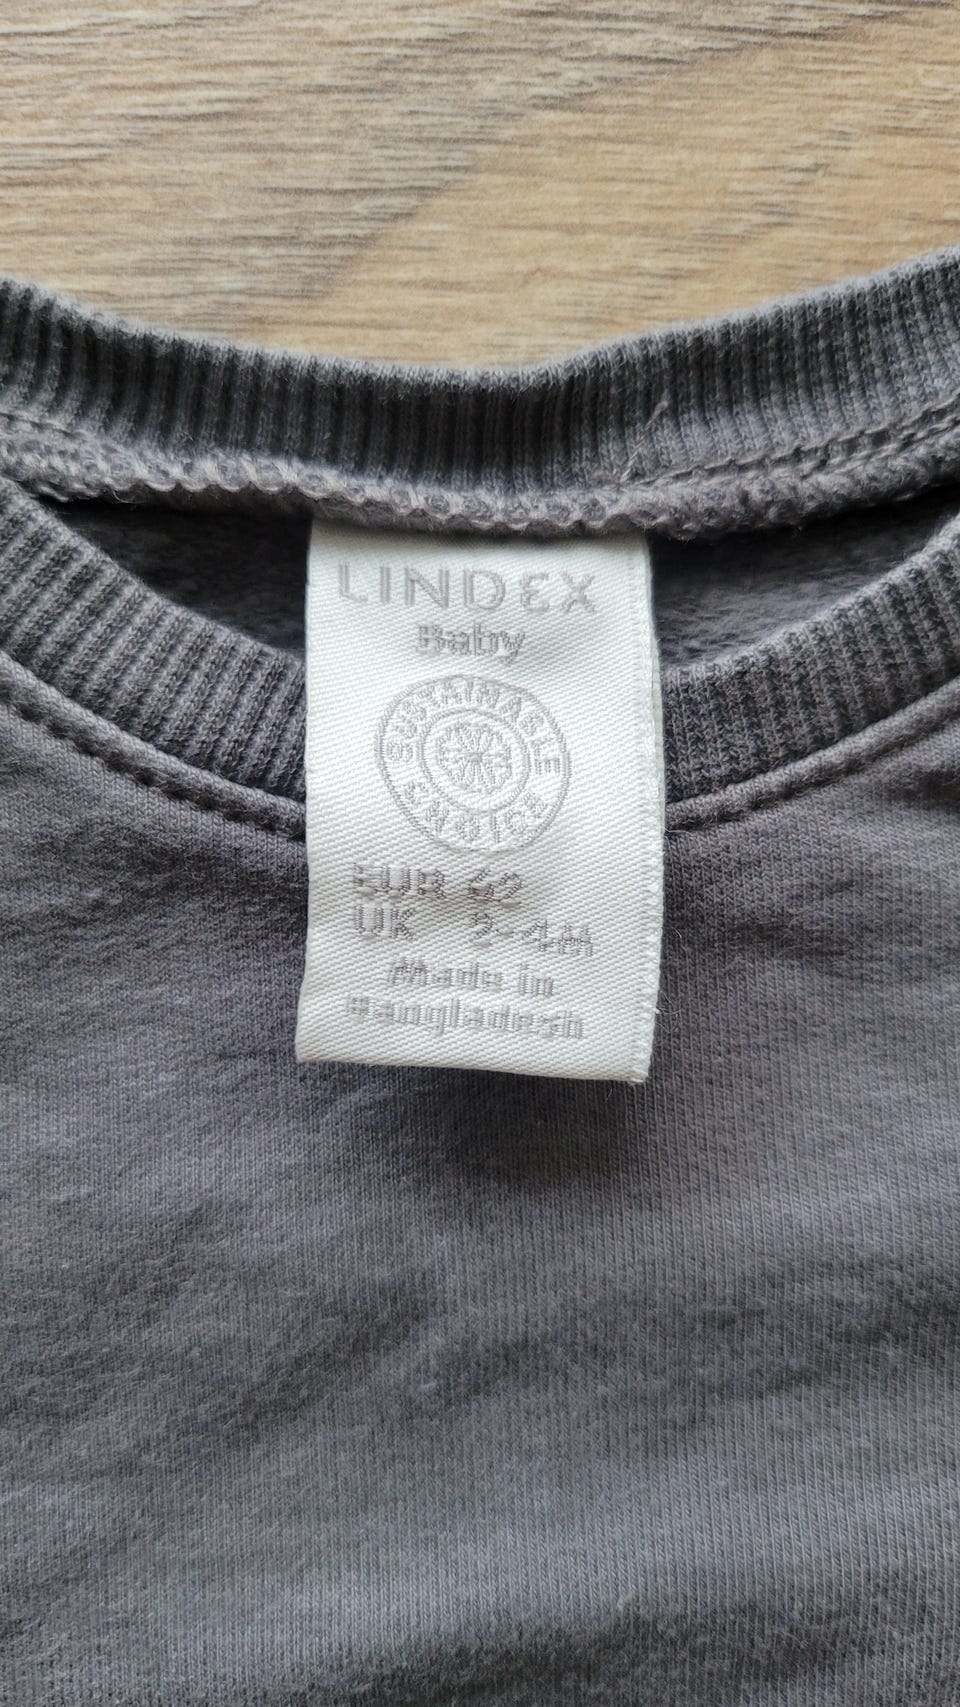 LINDEX
Baby
SUSTAINABLE
CHOICE
EUR 62
UK 2-4M
Made in
Bangladesh